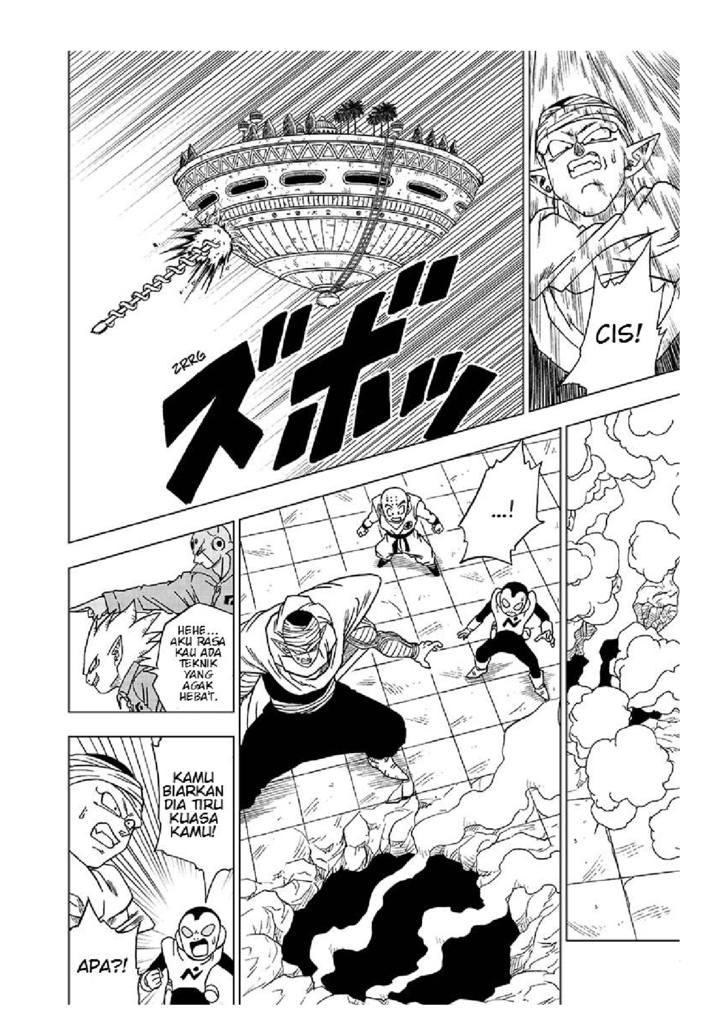 CIS!
ZRRG
ズボッ
...!
HEHE...
AKU RASA
KAU ADA
TEKNIK
YANG
AGAK
HEBAT.
KAMU
BIARKAN
DIA TIRU
KUASA
KAMU!
APA?!